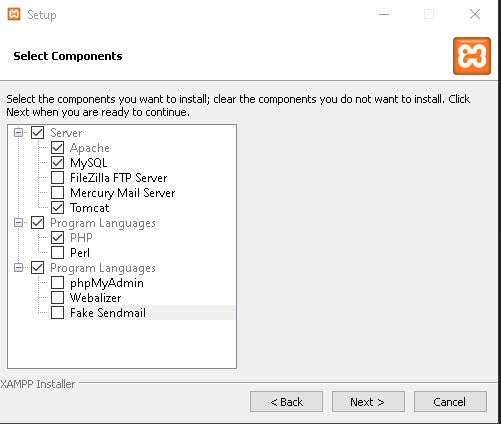 Setup
Select Components
Select the components you want to install; clear the components you do not want to install. Click
Next when you are ready to continue.
Server
Apache
MySQL
FileZilla FTP Server
Mercury Mail Server
Tomcat
Program Languages
PHP
Perl
Program Languages
phpMyAdmin
Webalizer
Fake Sendmail
XAMPP Installer
< Back
Next >
Cancel